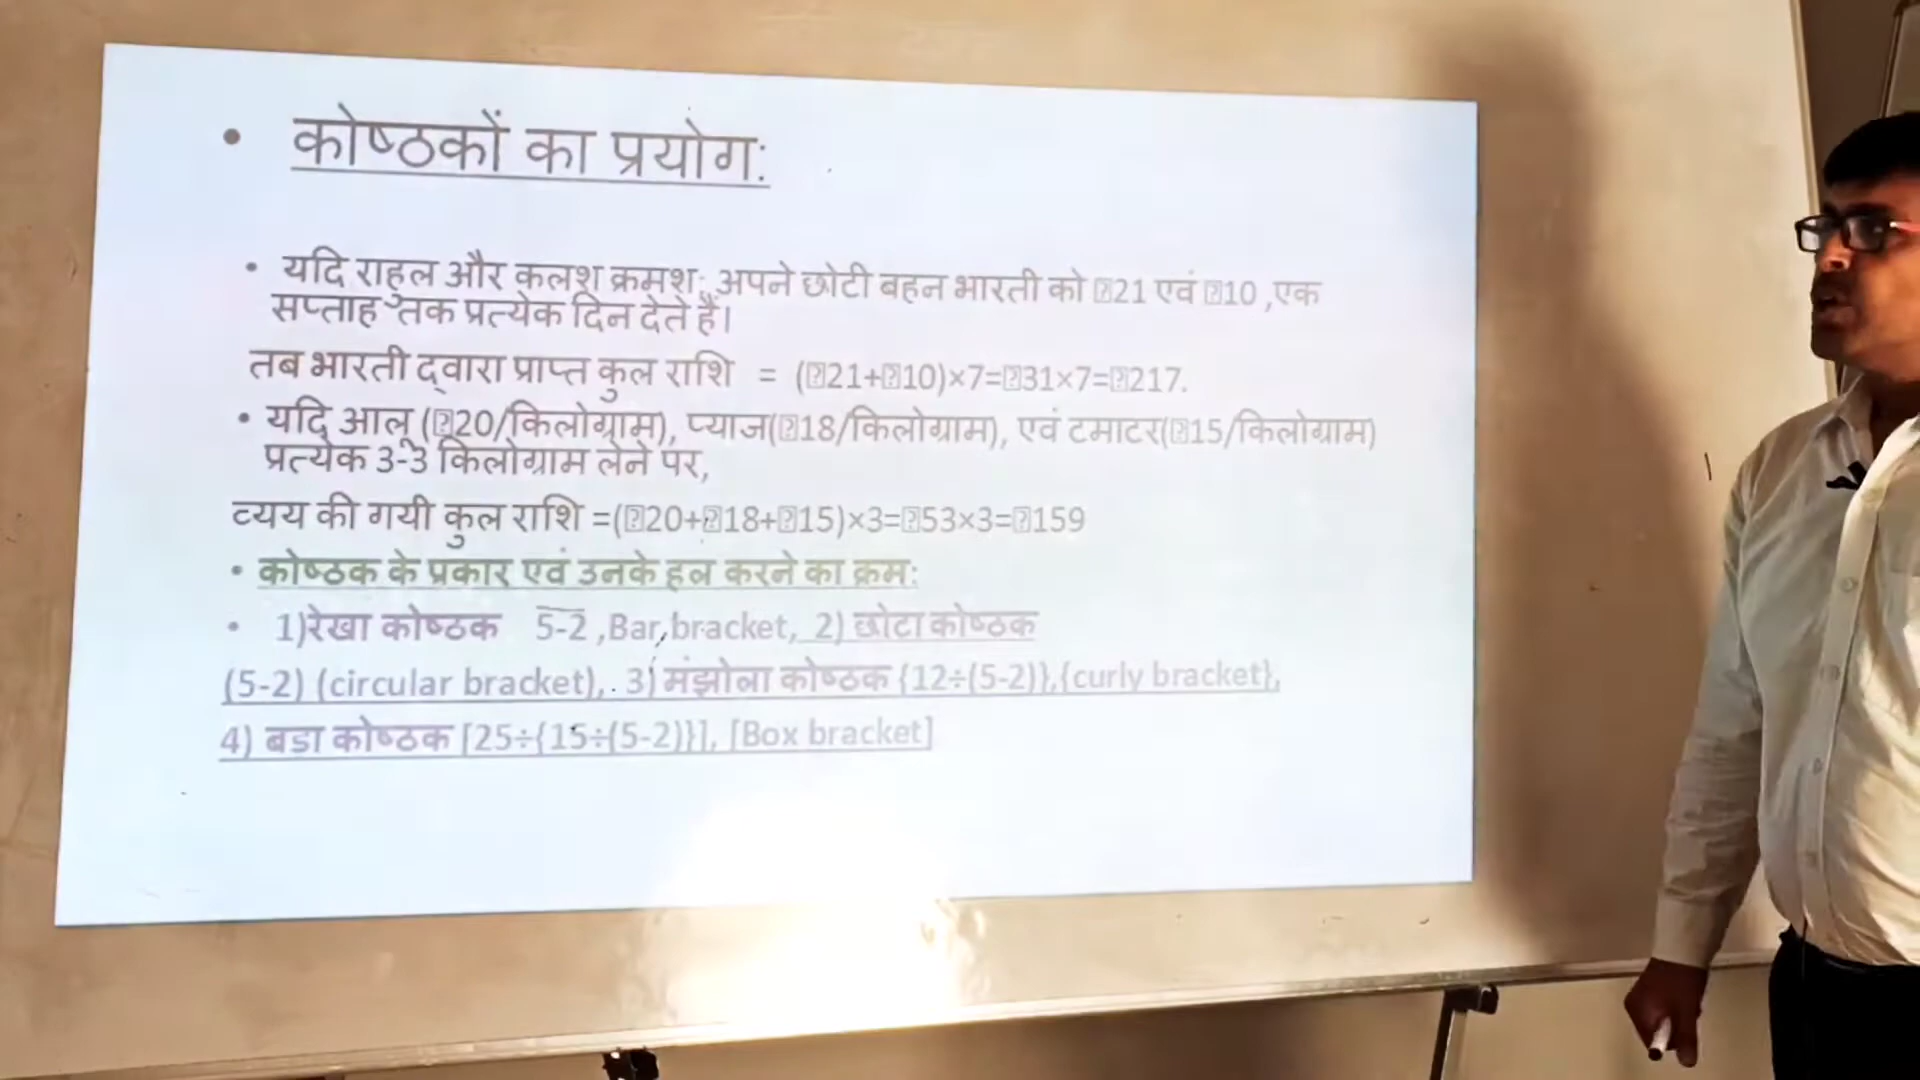 • कोष्ठकों का प्रयोग:
• यदि राहुल और कलश क्रमश: अपने छोटी बहन भारती को 21 एवं 10 ,एक
सप्ताह तक प्रत्येक दिन देते हैं।
तब भारती द्वारा प्राप्त कुल राशि = (21+10)×7=31×7=217.
• यदि आलू (20/किलोग्राम), प्याज(18/किलोग्राम), एवं टमाटर(15/किलोग्राम)
प्रत्येक 3-3 किलोग्राम लेने पर,
व्यय की गयी कुल राशि =(20+18+15)×3=53×3=159
• कोष्ठक के प्रकार एवं उनके हल करने का क्रम:
• 1)रेखा कोष्ठक 5̅-̅2̅ ,Bar,bracket, 2) छोटा कोष्ठक
(5-2) (circular bracket), . 3) मंझोला कोष्ठक {12÷(5-2)},{curly bracket},
4) बडा कोष्ठक [25÷{15÷(5-2)}], [Box bracket]